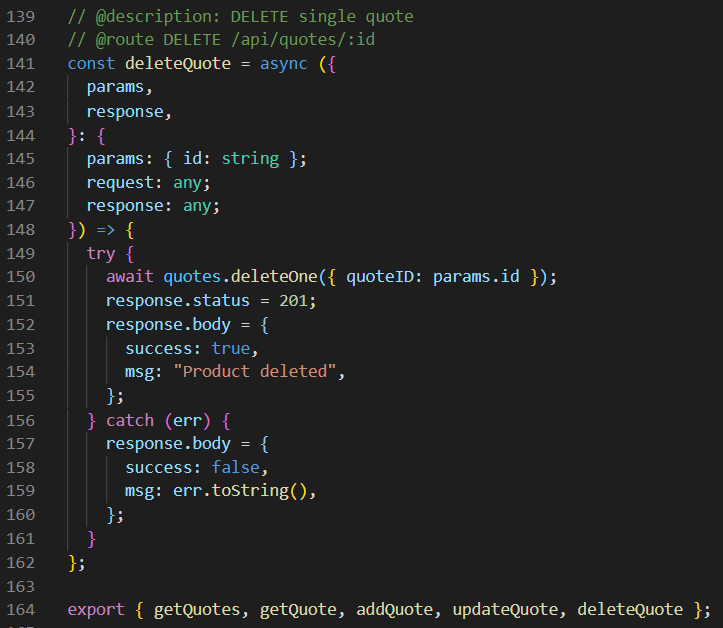 139 // @description: DELETE single quote
140 // @route DELETE /api/quotes/:id
141 const deleteQuote = async ({
142   params,
143   response,
144 }: {
145   params: { id: string };
146   request: any;
147   response: any;
148 }) => {
149   try {
150     await quotes.deleteOne({ quoteID: params.id });
151     response.status = 201;
152     response.body = {
153       success: true,
154       msg: "Product deleted",
155     };
156   } catch (err) {
157     response.body = {
158       success: false,
159       msg: err.toString(),
160     };
161   }
162 };
163
164 export { getQuotes, getQuote, addQuote, updateQuote, deleteQuote };